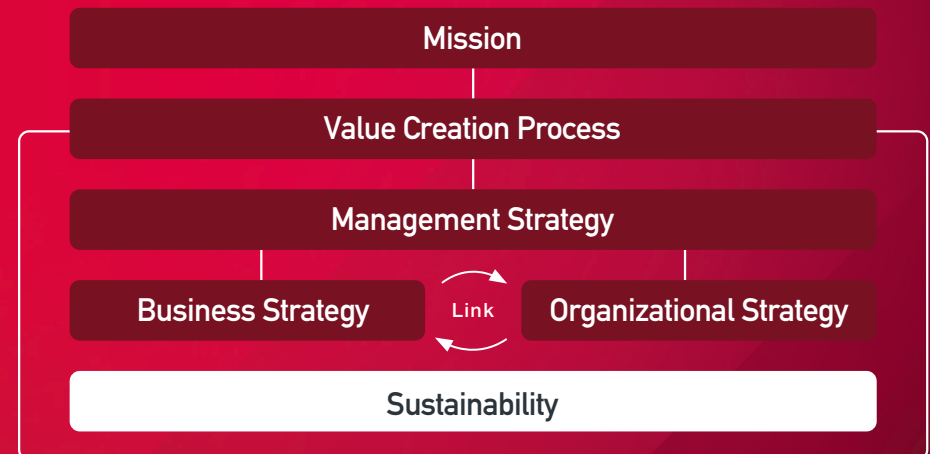 Mission
Value Creation Process
Management Strategy
Business Strategy
Link
Organizational Strategy
Sustainability